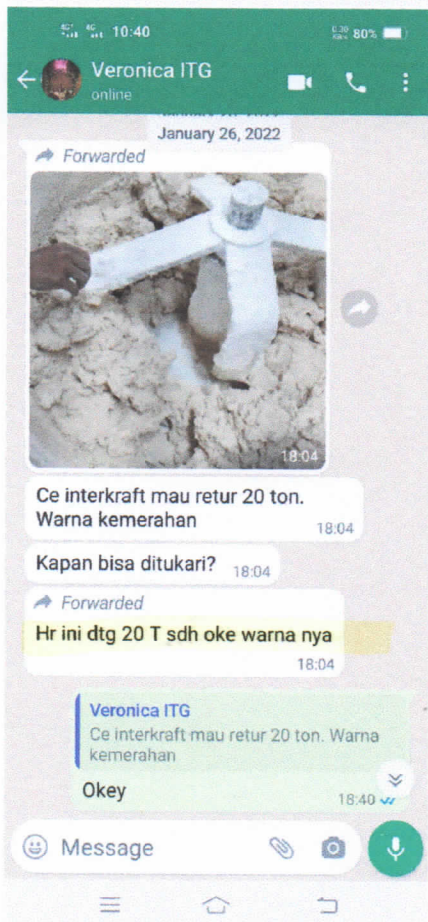 10:40
80%
Veronica ITG
online
January 26, 2022
Forwarded
18:04
Ce interkraft mau retur 20 ton.
Warna kemerahan
18:04
Kapan bisa ditukari? 18:04
Forwarded
Hr ini dtg 20 T sdh oke warna nya
18:04
Veronica ITG
Ce interkraft mau retur 20 ton. Warna
kemerahan
Okey
18:40
Message